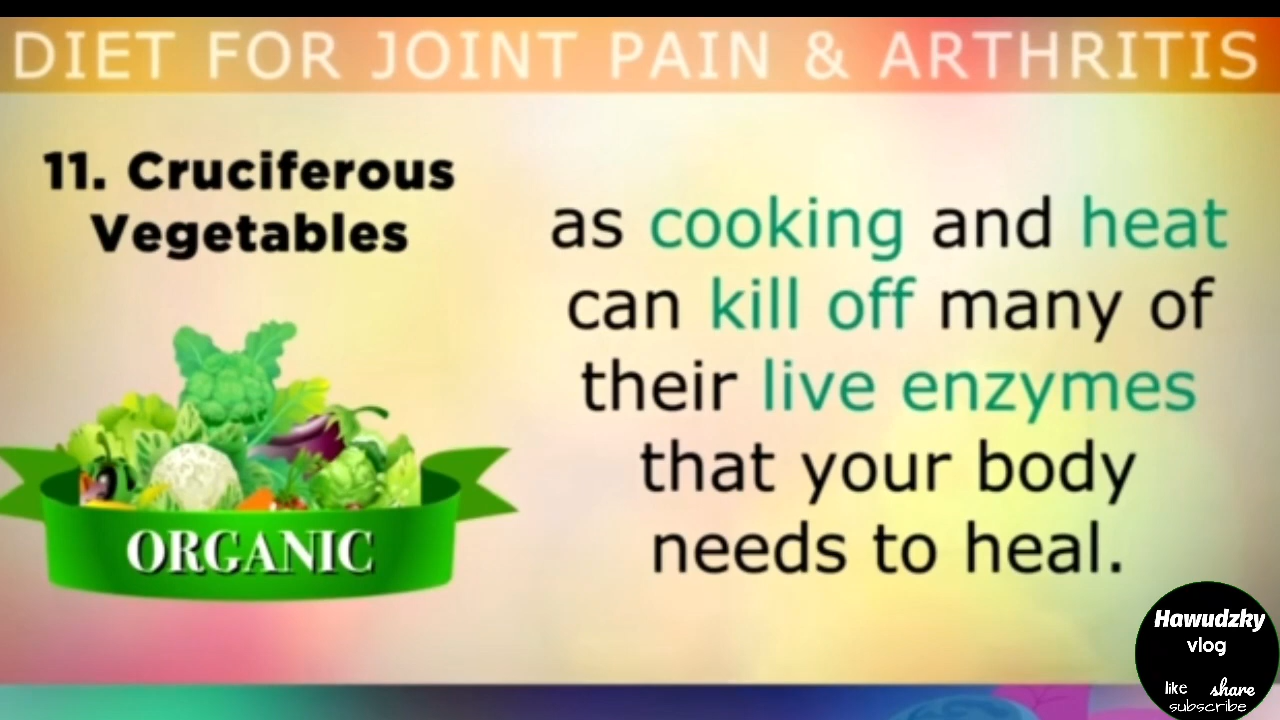 DIET FOR JOINT PAIN & ARTHRITIS
11. Cruciferous
Vegetables
as cooking and heat
can kill off many of
their live enzymes
that your body
needs to heal.
ORGANIC
Hawudzky
vlog
like share
subscribe